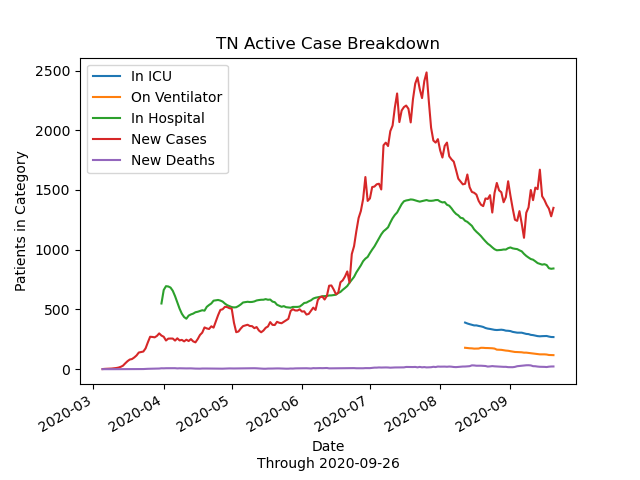 TN Active Case Breakdown
In ICU
On Ventilator
In Hospital
New Cases
New Deaths
Patients in Category
2500
2000
1500
1000
500
0
2020-03
2020-04
2020-05
2020-06
2020-07
2020-08
2020-09
Date
Through 2020-09-26